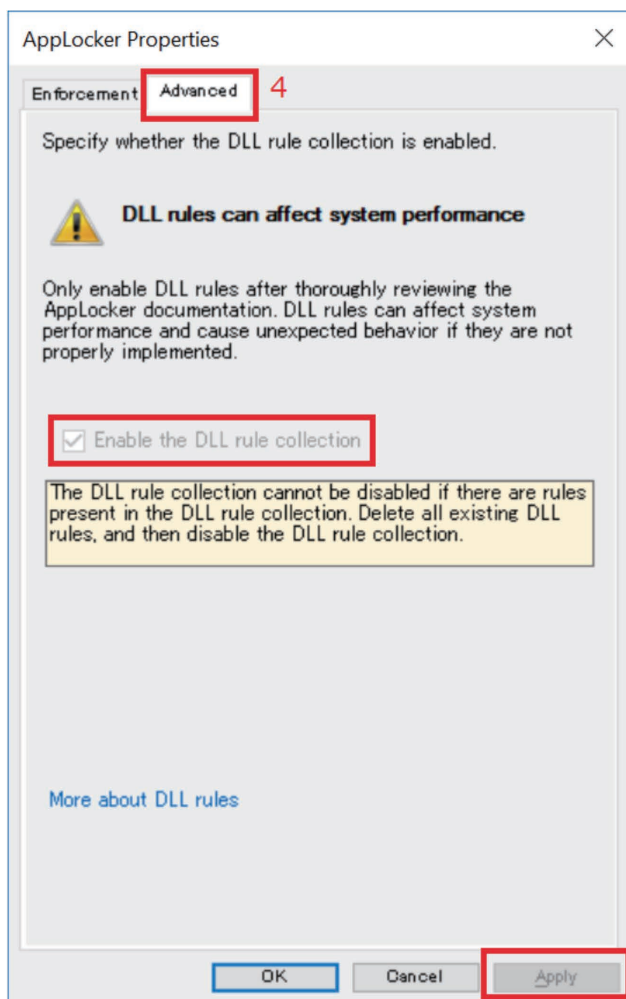 AppLocker Properties
Enforcement Advanced 4
Specify whether the DLL rule collection is enabled.
DLL rules can affect system performance
Only enable DLL rules after thoroughly reviewing the
AppLocker documentation. DLL rules can affect system
performance and cause unexpected behavior if they are not
properly implemented.
Enable the DLL rule collection
The DLL rule collection cannot be disabled if there are rules
present in the DLL rule collection. Delete all existing DLL
rules, and then disable the DLL rule collection.
More about DLL rules
OK Cancel Apply